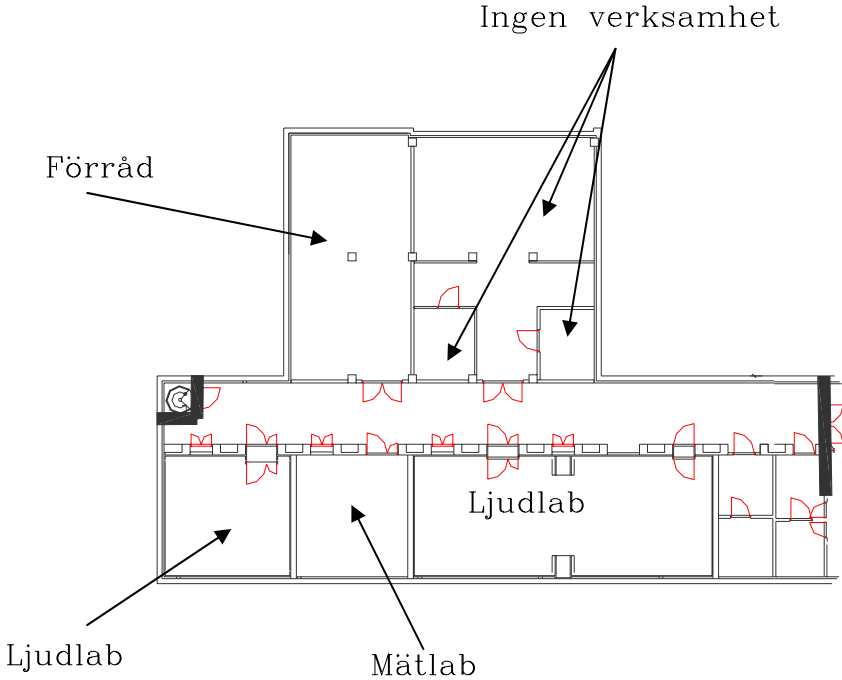 Ingen verksamhet
Förråd
Ljudlab
Ljudlab
Mätlab